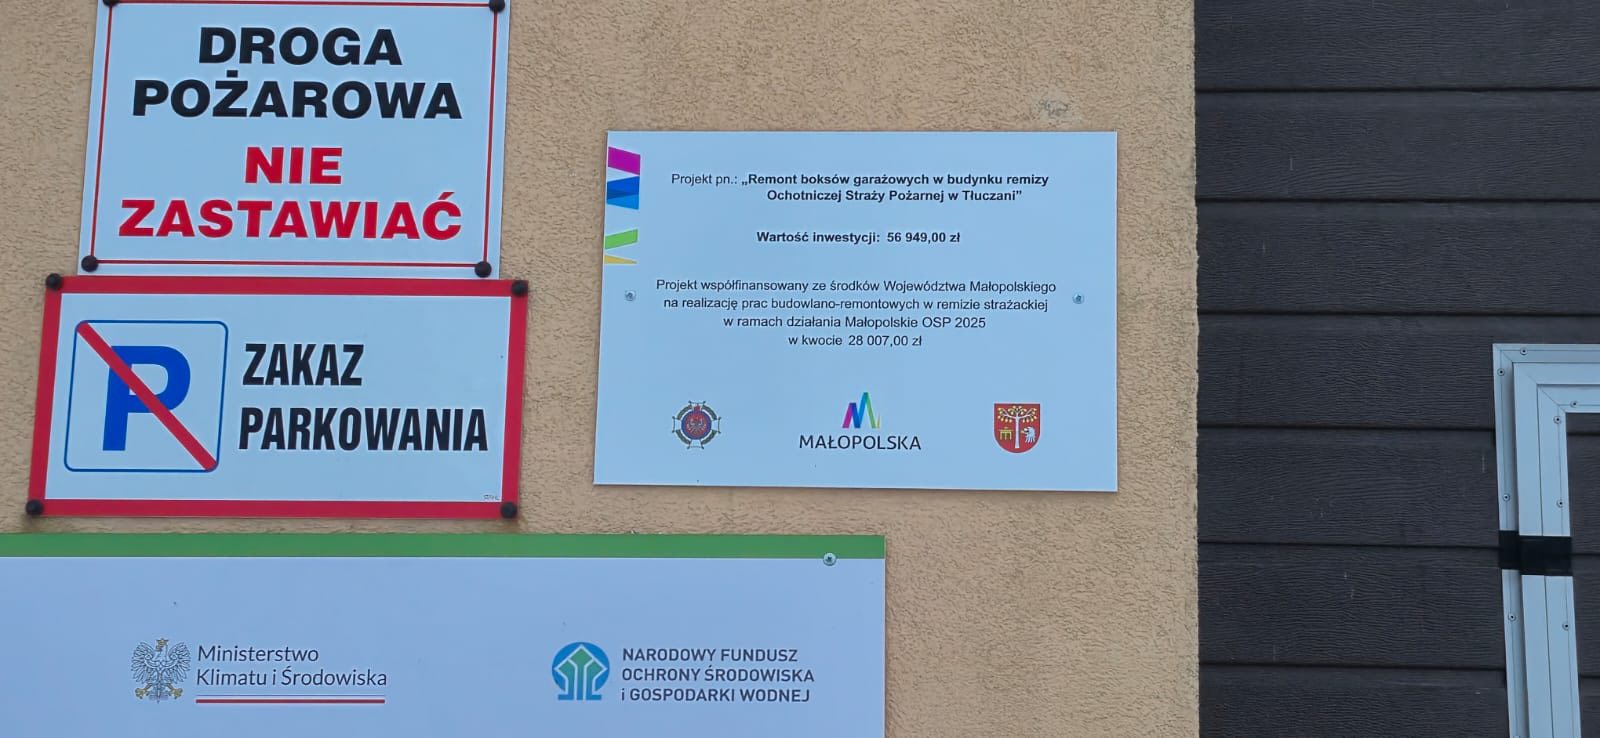 DROGA
POŻAROWA
NIE
ZASTAWIAĆ
P
ZAKAZ
PARKOWANIA
Projekt pn.: „Remont boksów garażowych w budynku remizy
Ochotniczej Straży Pożarnej w Tłuczani”
Wartość inwestycji: 56 949,00 zł
Projekt współfinansowany ze środków Województwa Małopolskiego
na realizację prac budowlano-remontowych w remizie strażackiej
w ramach działania Małopolskie OSP 2025
w kwocie 28 007,00 zł
MAŁOPOLSKA
Ministerstwo
Klimatu i Środowiska
NARODOWY FUNDUSZ
OCHRONY ŚRODOWISKA
i GOSPODARKI WODNEJ